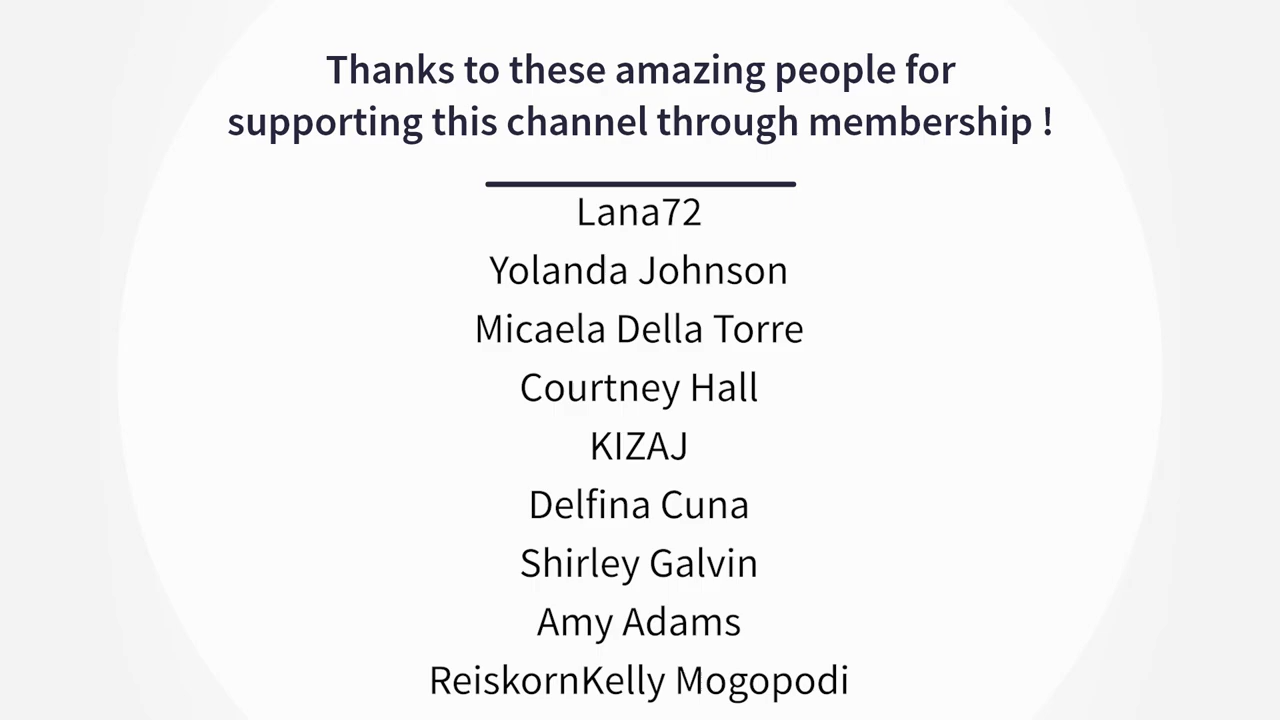 Thanks to these amazing people for
supporting this channel through membership !
Lana72
Yolanda Johnson
Micaela Della Torre
Courtney Hall
KIZAJ
Delfina Cuna
Shirley Galvin
Amy Adams
ReiskornKelly Mogopodi